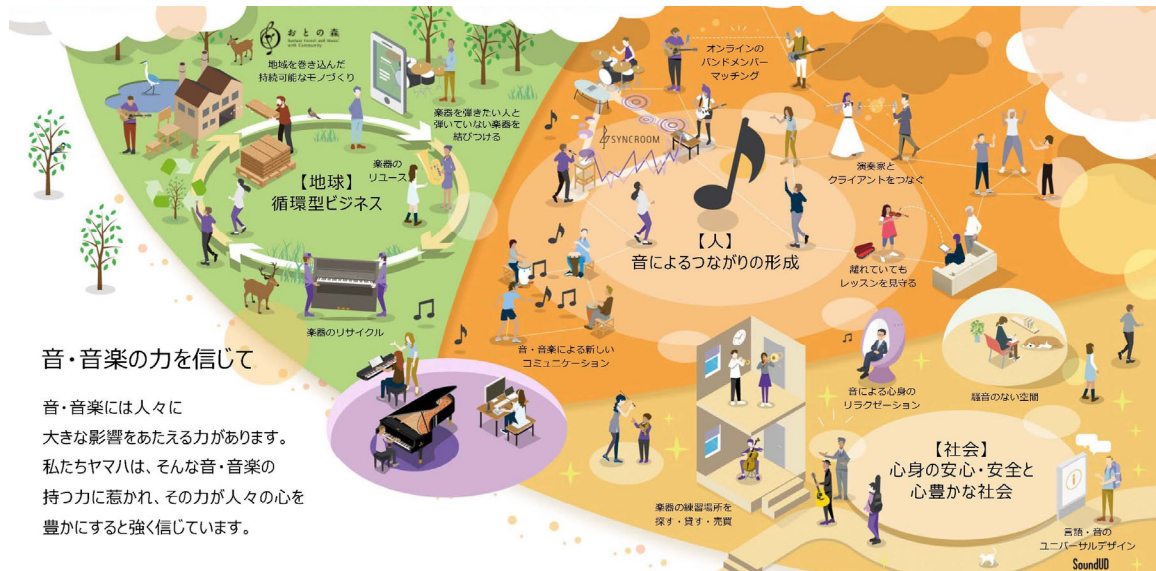 おとの森
Sustain Forest and Music
with Community
地域を巻き込んだ
持続可能なモノづくり
楽器を弾きたい人と
弾いていない楽器を
結びつける
楽器の
リユース
【地球】
循環型ビジネス
楽器のリサイクル
オンラインの
バンドメンバー
マッチング
SYNCROOM
演奏家と
クライアントをつなぐ
【人】
音によるつながりの形成
離れていても
レッスンを見守る
音・音楽による新しい
コミュニケーション
音・音楽の力を信じて
音・音楽には人々に
大きな影響をあたえる力があります。
私たちヤマハは、そんな音・音楽の
持つ力に惹かれ、その力が人々の心を
豊かにすると強く信じています。
音による心身の
リラクゼーション
騒音のない空間
【社会】
心身の安心・安全と
心豊かな社会
楽器の練習場所を
探す・貸す・売買
言語・音の
ユニバーサルデザイン
SoundUD